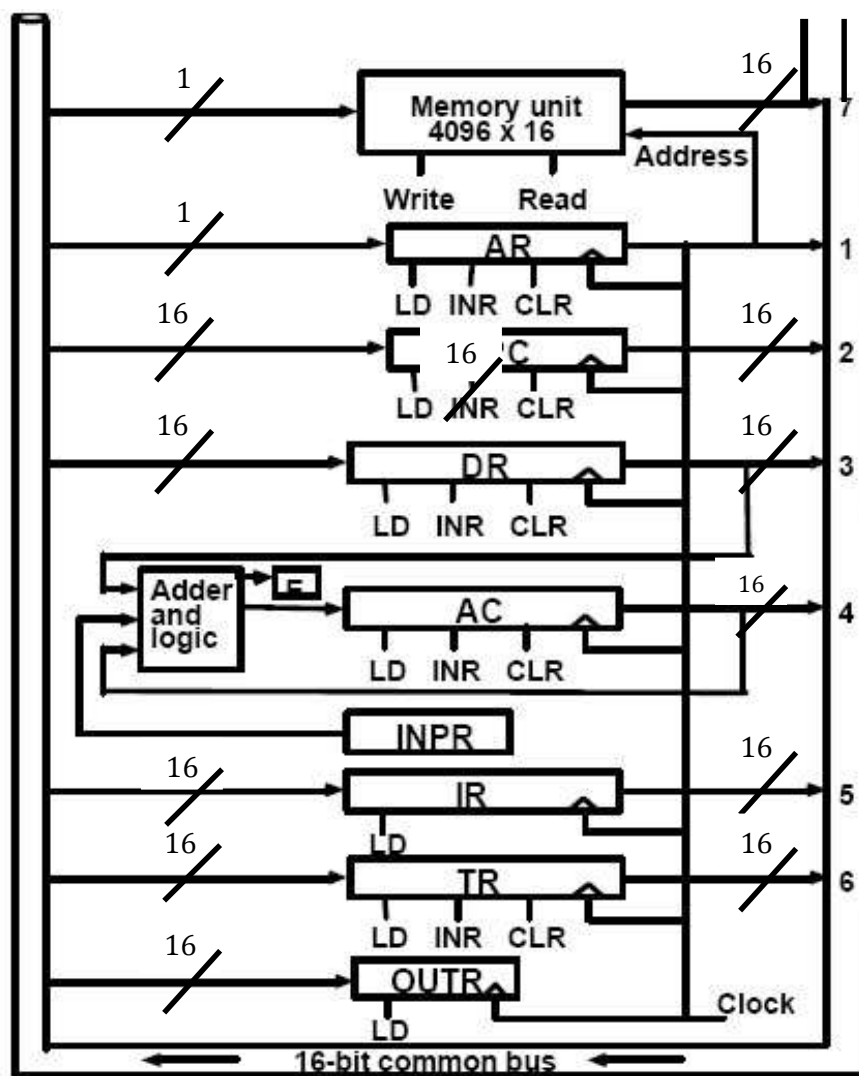 1
16
Memory unit
4096 x 16
7
Address
Write Read
1
AR
1
LD INR CLR
16
16
16
C
2
LD INR CLR
16
16
DR
3
LD INR CLR
Adder
and
logic
16
AC
4
LD INR CLR
INPR
16
16
IR
5
LD
16
16
TR
6
LD INR CLR
16
OUTR
Clock
LD
16-bit common bus